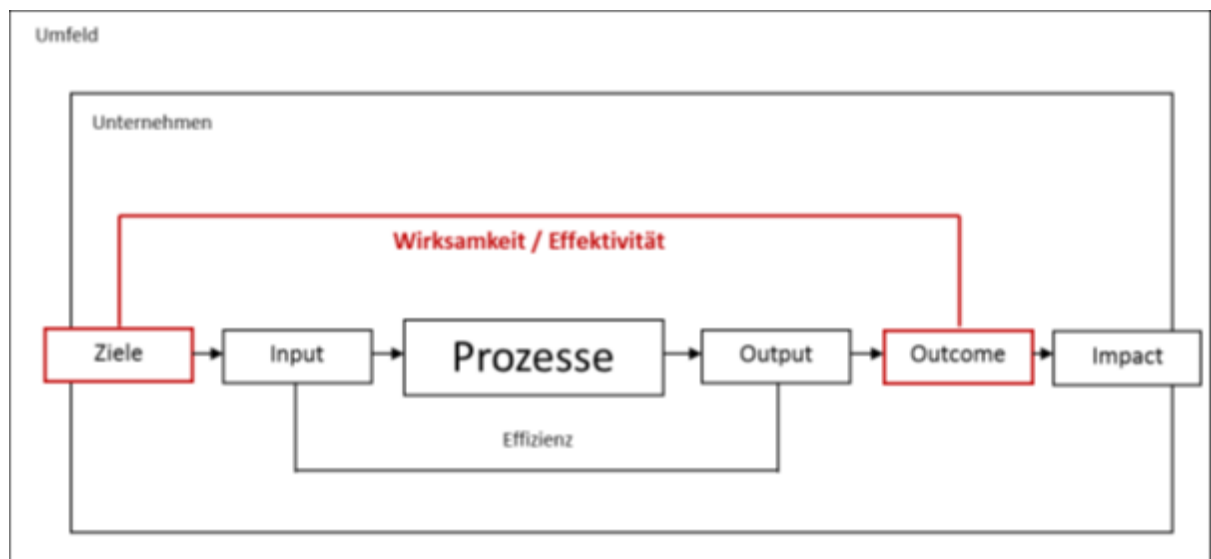 Umfeld
Unternehmen
Wirksamkeit / Effektivität
Ziele
Input
Prozesse
Output
Outcome
Impact
Effizienz